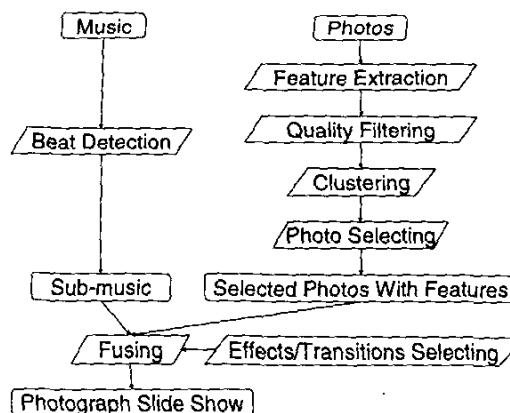 Music
Photos
Feature Extraction
Beat Detection
Quality Filtering
Clustering
Photo Selecting
Sub-music
Selected Photos With Features
Fusing
Effects/Transitions Selecting
Photograph Slide Show